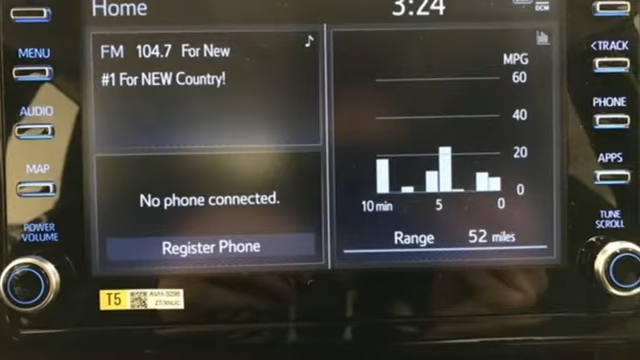 Home
3:24
DCM
MENU
AUDIO
MAP
POWER
VOLUME
FM 104.7 For New
#1 For NEW Country!
No phone connected.
Register Phone
MPG
60
40
20
0
10 min 5 0
Range 52 miles
<TRACK
PHONE
APPS
TUNE
SCROLL
T5